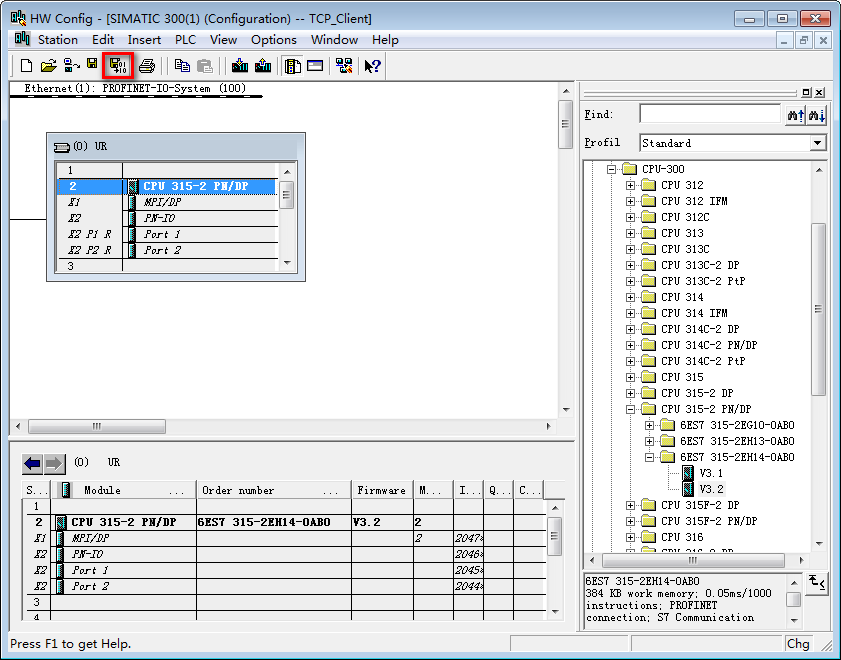 HW Config - [SIMATIC 300(1) (Configuration) -- TCP_Client]
Station Edit Insert PLC View Options Window Help
Ethernet(1): PROFINET-IO-System (100)
(0) UR
1
2 CPU 315-2 PN/DP
X1 MPI/DP
X2 PN-IO
X2 P1 R Port 1
X2 P2 R Port 2
3
Find:
Profil Standard
CPU-300
CPU 312
CPU 312 IFM
CPU 312C
CPU 313
CPU 313C
CPU 313C-2 DP
CPU 313C-2 PtP
CPU 314
CPU 314 IFM
CPU 314C-2 DP
CPU 314C-2 PN/DP
CPU 314C-2 PtP
CPU 315
CPU 315-2 DP
CPU 315-2 PN/DP
6ES7 315-2EG10-0AB0
6ES7 315-2EH13-0AB0
6ES7 315-2EH14-0AB0
V3.1
V3.2
CPU 315F-2 DP
CPU 315F-2 PN/DP
CPU 316
CPU 316-2 DP
6ES7 315-2EH14-0AB0
384 KB work memory; 0.05ms/1000
instructions; PROFINET
connection; S7 Communication
(0) UR
S... Module ... Order number ... Firmware M... I... Q... C...
1
2 CPU 315-2 PN/DP 6ES7 315-2EH14-0AB0 V3.2 2
X1 MPI/DP 2 2047*
X2 PN-IO 2046*
X2 Port 1 2045*
X2 Port 2 2044*
3
4
Press F1 to get Help.
Chg